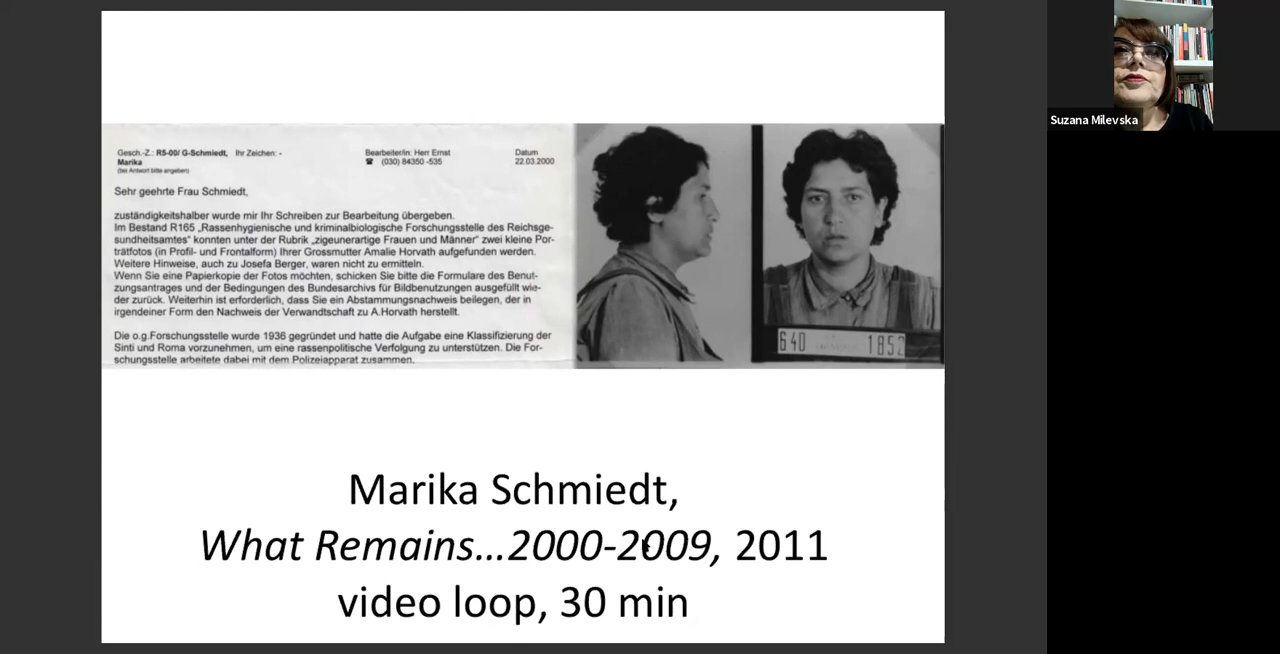 Gesch.-Z.: R5-00/ G-Schmiedt, Ihr Zeichen: - Bearbeiter/in: Herr Ernst Datum
Marika ☎ (030) 84350 -535 22.03.2000
(bei Antwort bitte angeben)
Sehr geehrte Frau Schmiedt,
zuständigkeitshalber wurde mir Ihr Schreiben zur Bearbeitung übergeben.
Im Bestand R165 „Rassenhygienische und kriminalbiologische Forschungsstelle des Reichsge-
sundheitsamtes" konnten unter der Rubrik „zigeunerartige Frauen und Männer" zwei kleine Por-
trätfotos (in Profil- und Frontalform) Ihrer Grossmutter Amalie Horvath aufgefunden werden.
Weitere Hinweise, auch zu Josefa Berger, waren nicht zu ermitteln.
Wenn Sie eine Papierkopie der Fotos möchten, schicken Sie bitte die Formulare des Benut-
zungsantrages und der Bedingungen des Bundesarchivs für Bildbenutzungen ausgefüllt wie-
der zurück. Weiterhin ist erforderlich, dass Sie ein Abstammungsnachweis beilegen, der in
irgendeiner Form den Nachweis der Verwandtschaft zu A.Horvath herstellt.
Die o.g.Forschungsstelle wurde 1936 gegründet und hatte die Aufgabe eine Klassifizierung der
Sinti und Roma vorzunehmen, um eine rassenpolitische Verfolgung zu unterstützen. Die For-
schungsstelle arbeitete dabei mit dem Polizeiapparat zusammen.
640 1852
Marika Schmiedt,
What Remains...2000-2009, 2011
video loop, 30 min
Suzana Milevska